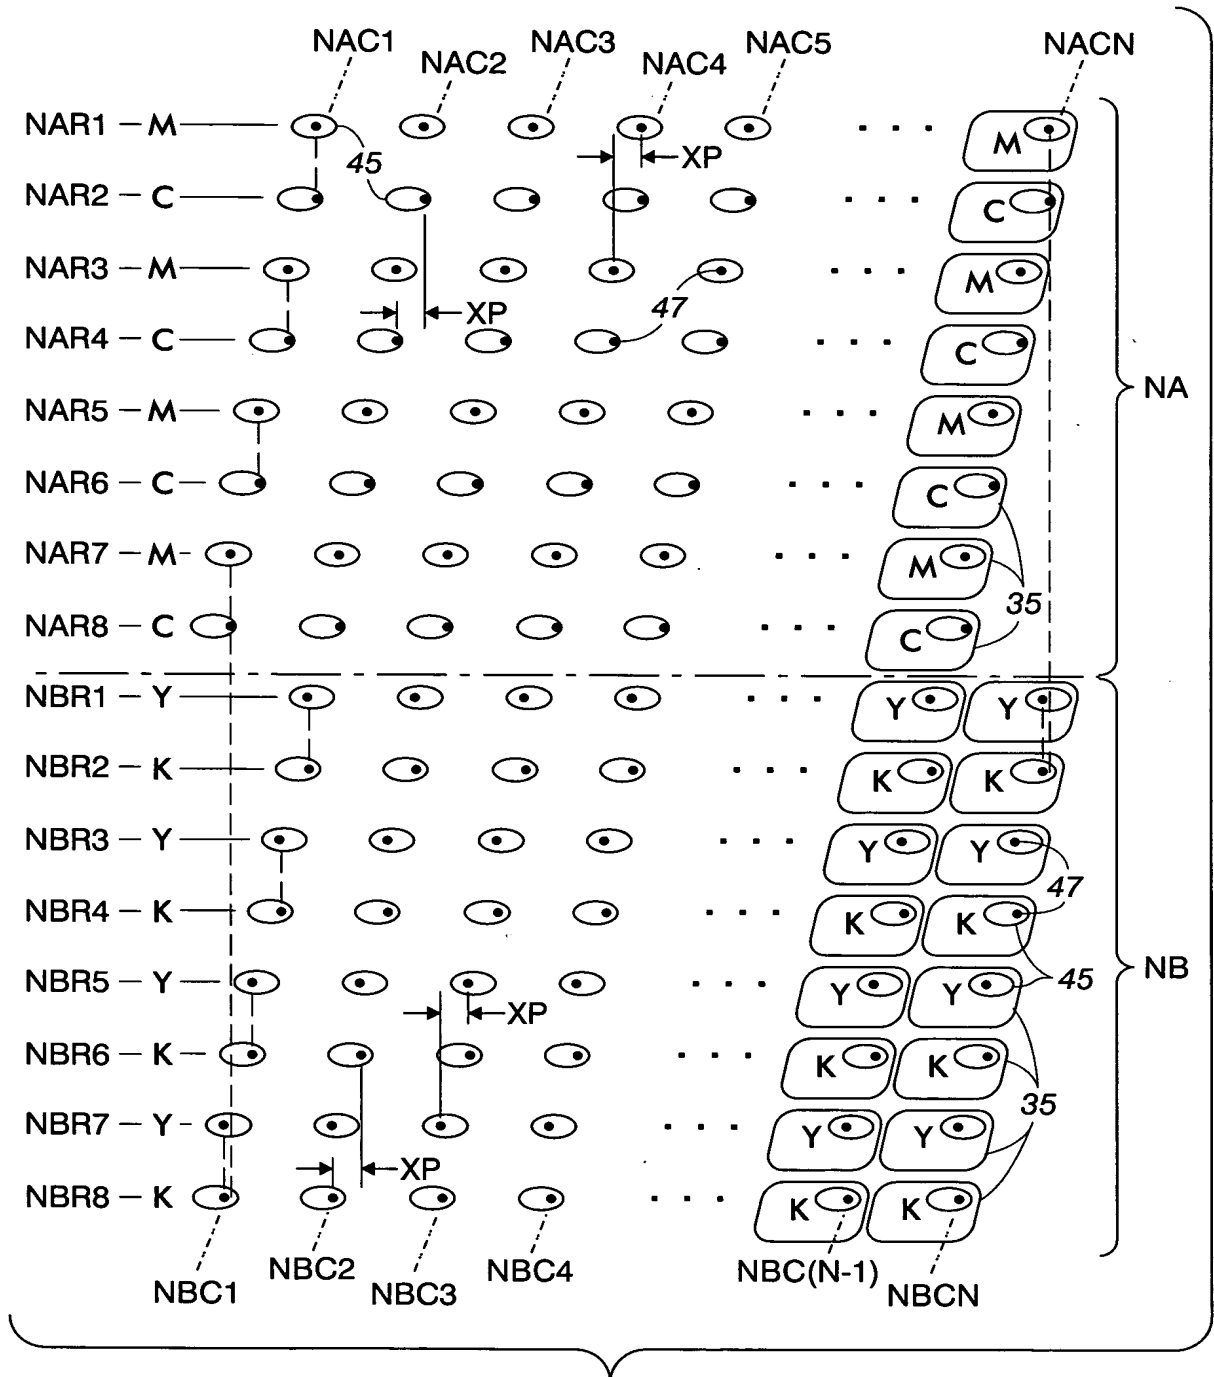 NAC1 NAC2 NAC3 NAC4 NAC5 NACN
NAR1 – M M
45 XP
NAR2 – C C
NAR3 – M M
XP 47
NAR4 – C C
NA
NAR5 – M M
NAR6 – C C
NAR7 – M M
35
NAR8 – C C
NBR1 – Y Y Y
NBR2 – K K K
NBR3 – Y Y Y
47
NBR4 – K K K
NB
45
NBR5 – Y Y Y
XP
NBR6 – K K K
35
NBR7 – Y Y Y
XP
NBR8 – K K K
NBC1 NBC2 NBC3 NBC4 NBC(N-1) NBCN